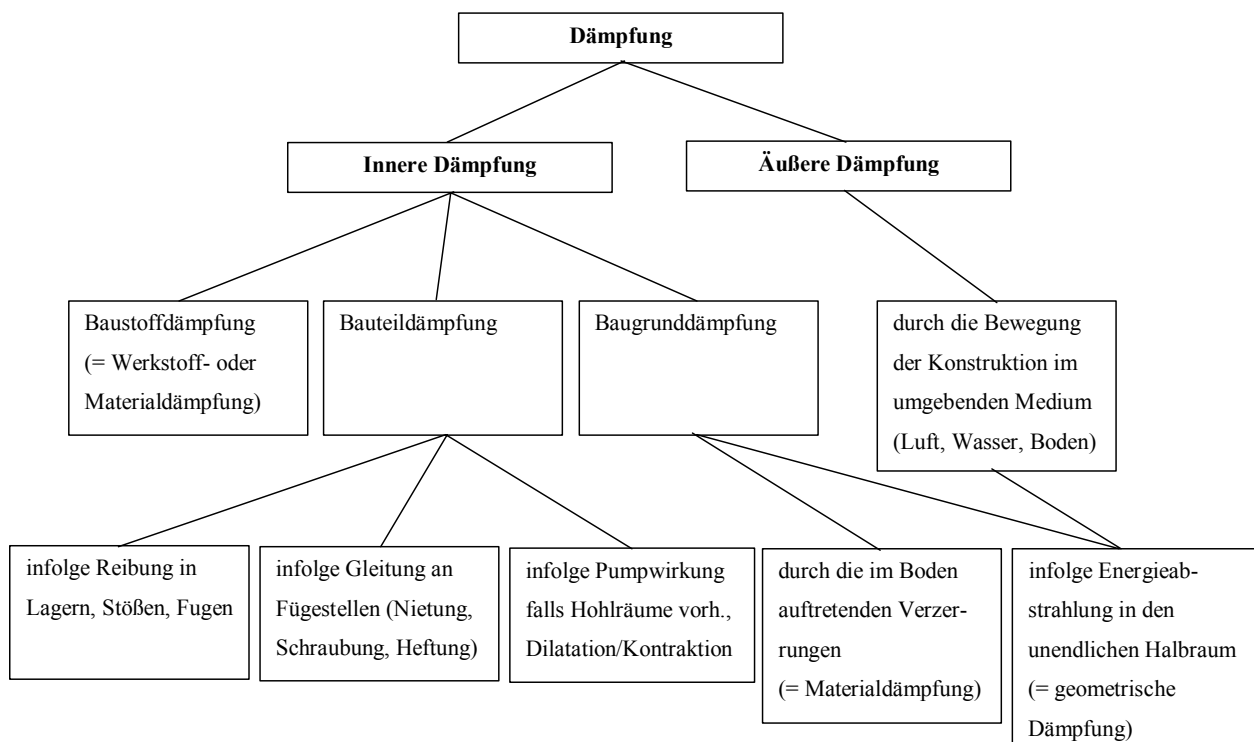 Dämpfung
Innere Dämpfung
Äußere Dämpfung
Baustoffdämpfung
(= Werkstoff- oder
Materialdämpfung)
Bauteildämpfung
Baugrunddämpfung
durch die Bewegung
der Konstruktion im
umgebenden Medium
(Luft, Wasser, Boden)
infolge Reibung in
Lagern, Stößen, Fugen
infolge Gleitung an
Fügestellen (Nietung,
Schraubung, Heftung)
infolge Pumpwirkung
falls Hohlräume vorh.,
Dilatation/Kontraktion
durch die im Boden
auftretenden Verzer-
rungen
(= Materialdämpfung)
infolge Energieab-
strahlung in den
unendlichen Halbraum
(= geometrische
Dämpfung)